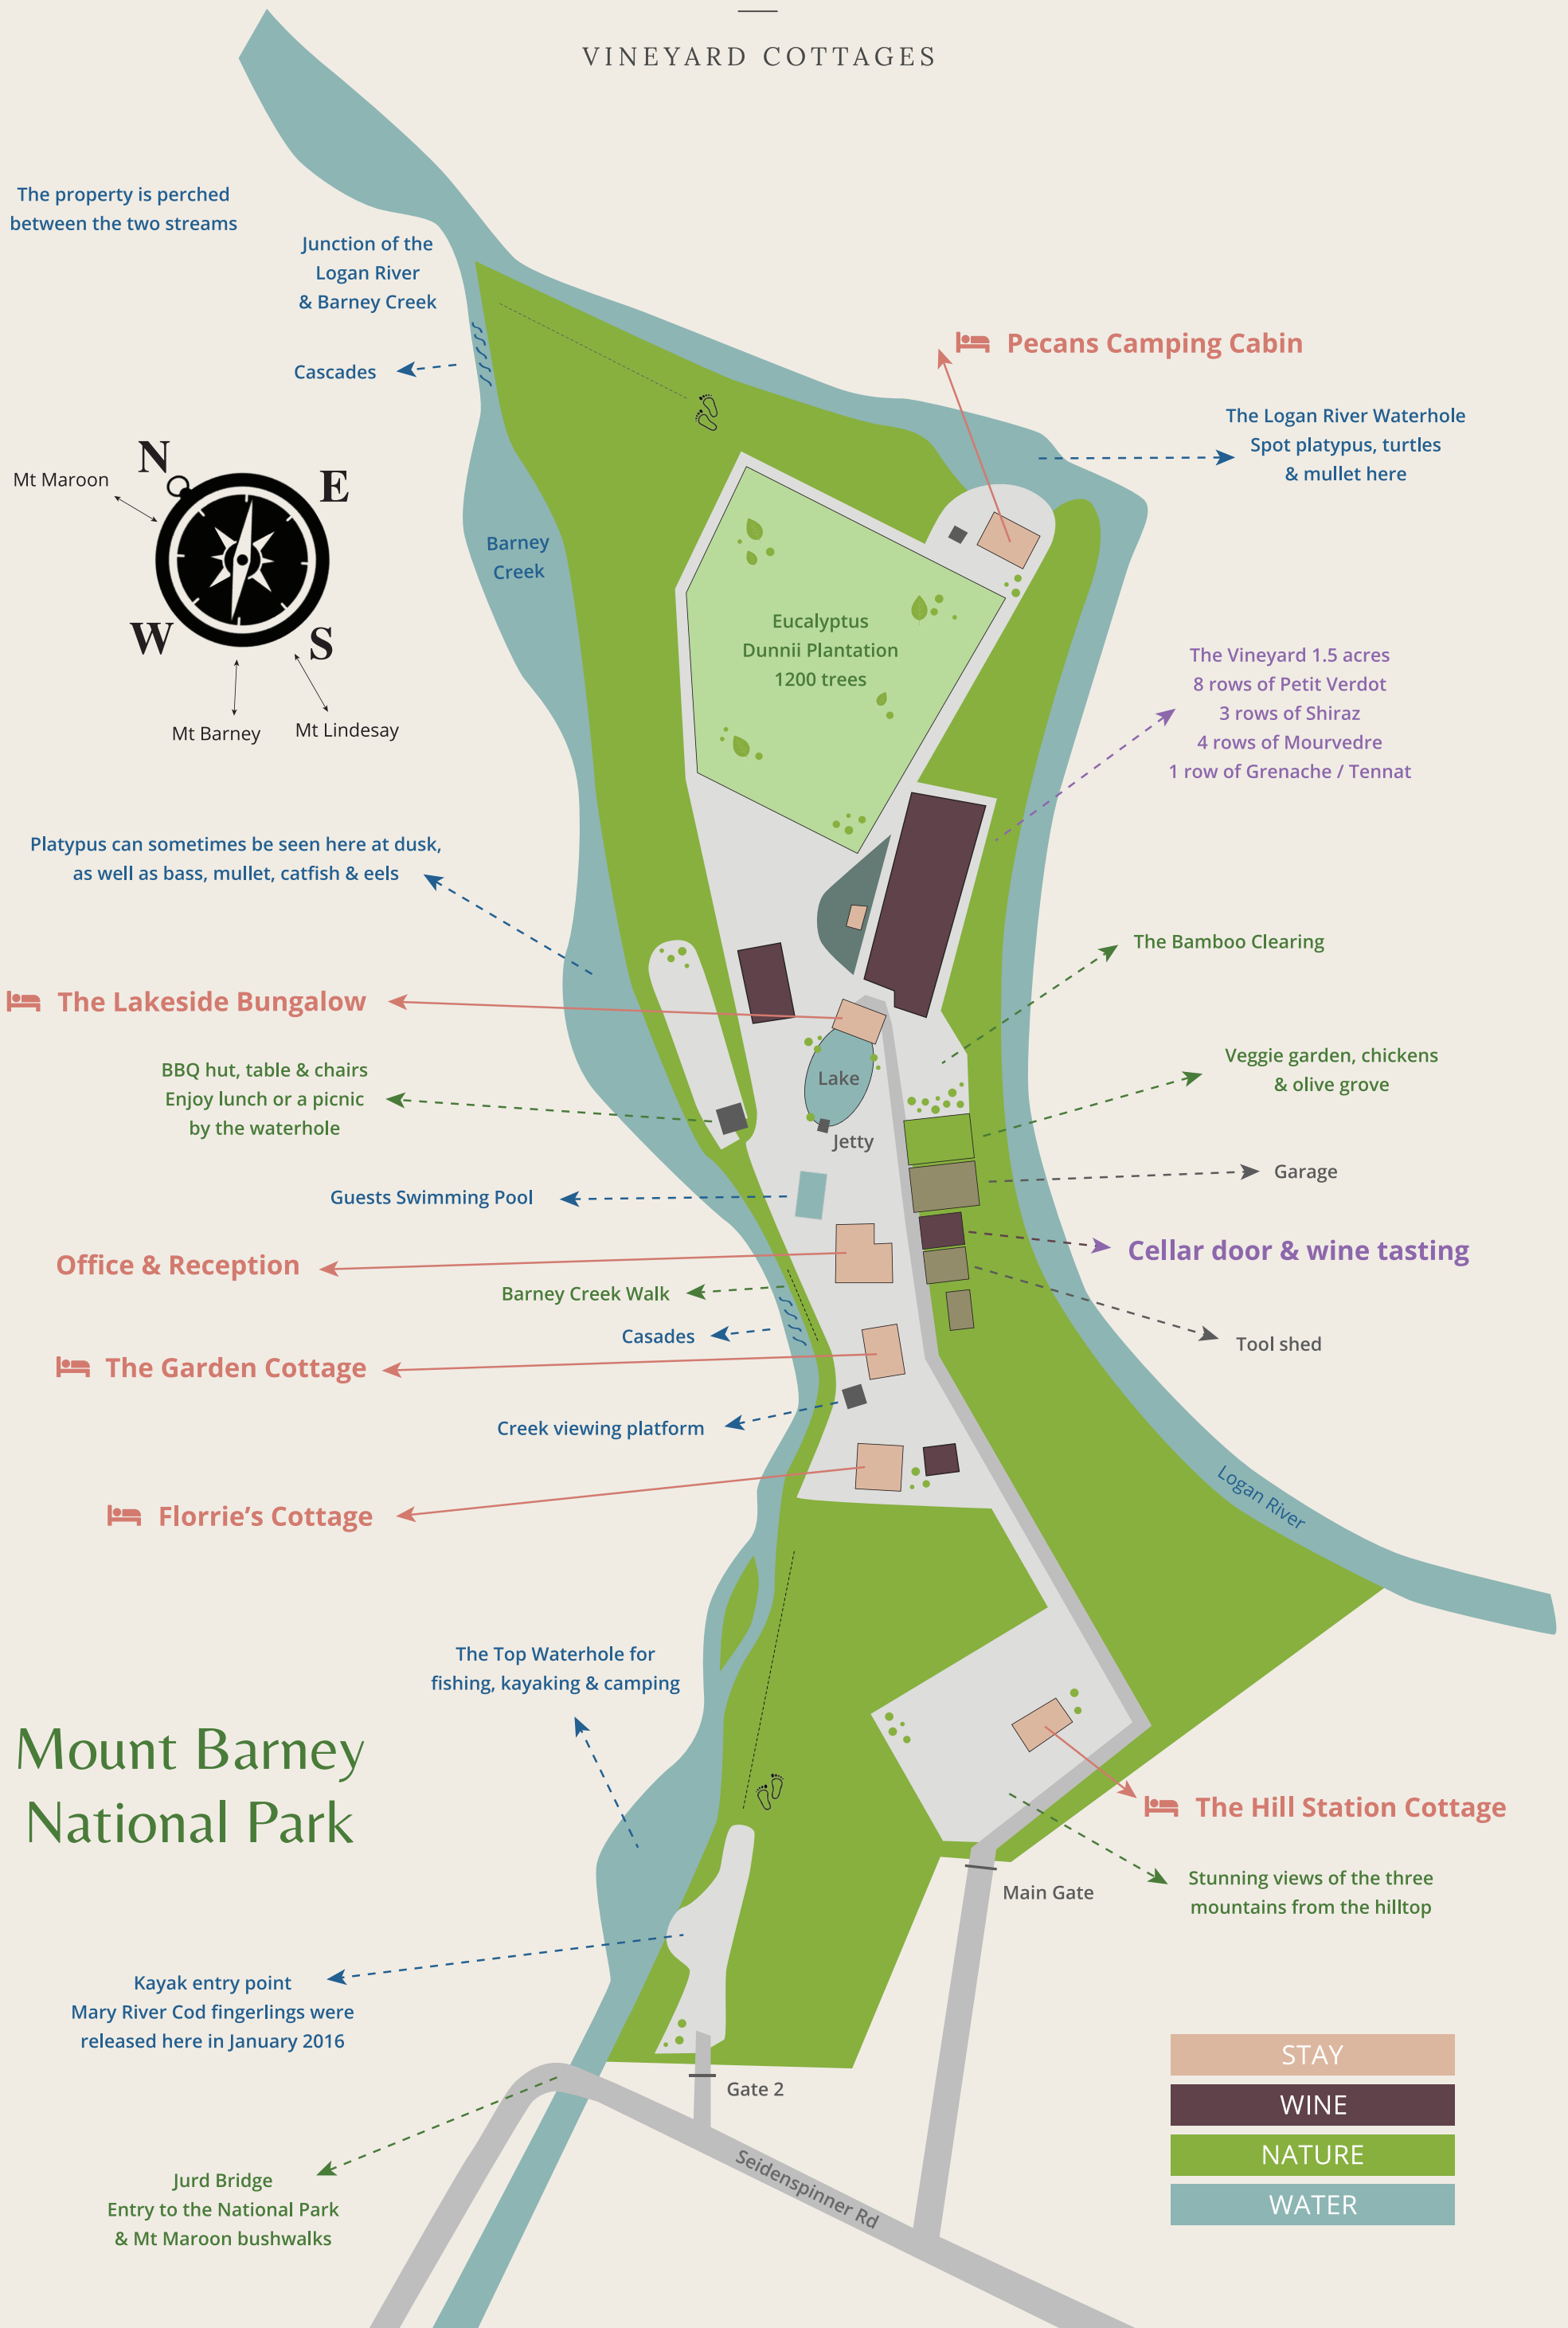 VINEYARD COTTAGES
The property is perched
between the two streams
Junction of the
Logan River
& Barney Creek
Pecans Camping Cabin
Cascades
The Logan River Waterhole
Spot platypus, turtles
& mullet here
N
E
W
S
Mt Maroon
Mt Barney
Mt Lindesay
Barney
Creek
Eucalyptus
Dunnii Plantation
1200 trees
The Vineyard 1.5 acres
8 rows of Petit Verdot
3 rows of Shiraz
4 rows of Mourvedre
1 row of Grenache / Tennat
Platypus can sometimes be seen here at dusk,
as well as bass, mullet, catfish & eels
The Bamboo Clearing
The Lakeside Bungalow
BBQ hut, table & chairs
Enjoy lunch or a picnic
by the waterhole
Lake
Jetty
Veggie garden, chickens
& olive grove
Garage
Guests Swimming Pool
Office & Reception
Cellar door & wine tasting
Barney Creek Walk
Casades
Tool shed
The Garden Cottage
Creek viewing platform
Logan River
Florrie's Cottage
The Top Waterhole for
fishing, kayaking & camping
Mount Barney
National Park
The Hill Station Cottage
Main Gate
Stunning views of the three
mountains from the hilltop
Kayak entry point
Mary River Cod fingerlings were
released here in January 2016
Gate 2
Seidenspinner Rd
Jurd Bridge
Entry to the National Park
& Mt Maroon bushwalks
STAY
WINE
NATURE
WATER